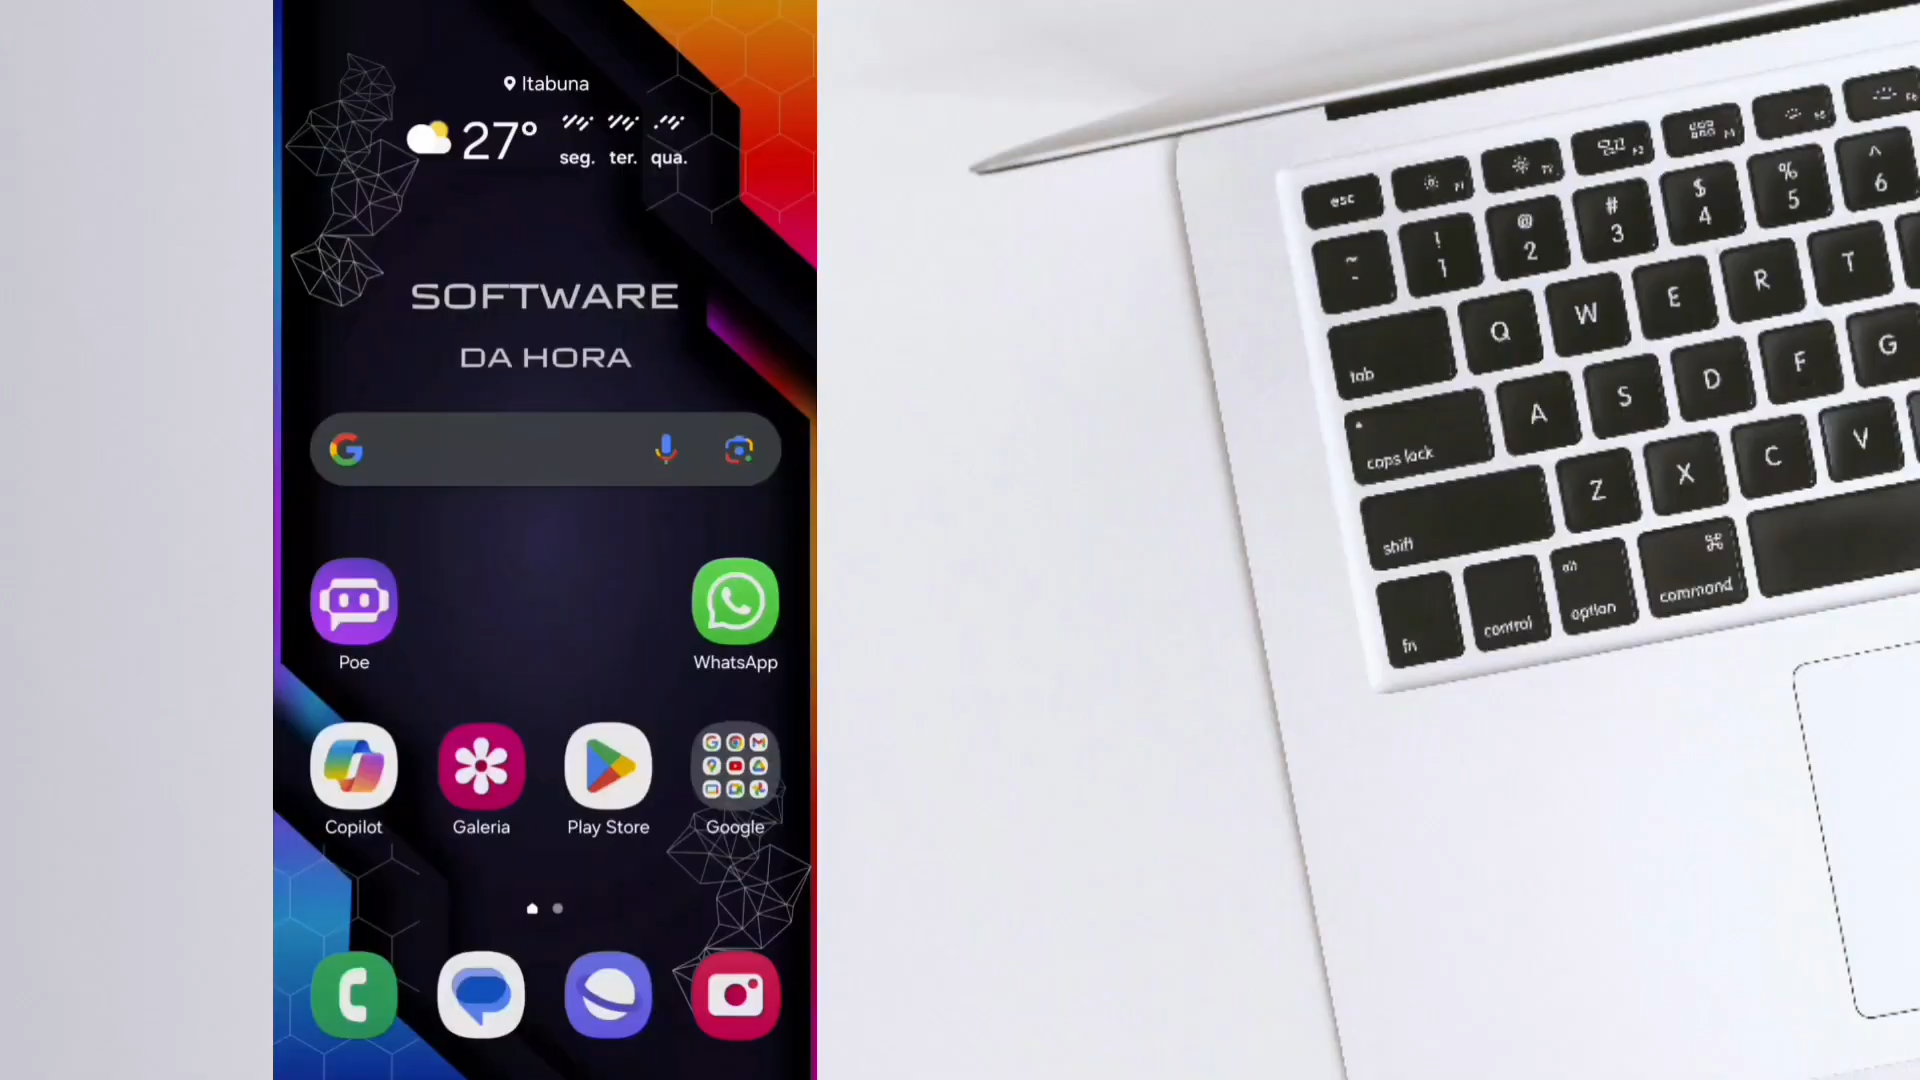 Itabuna
27°
seg. ter. qua.
SOFTWARE
DA HORA
Poe
WhatsApp
Copilot
Galeria
Play Store
Google
esc
~
! 1
@ 2
# 3
$ 4
% 5
^ 6
tab
Q
W
E
R
T
caps lock
A
S
D
F
G
shift
Z
X
C
V
fn
control
alt option
⌘ command